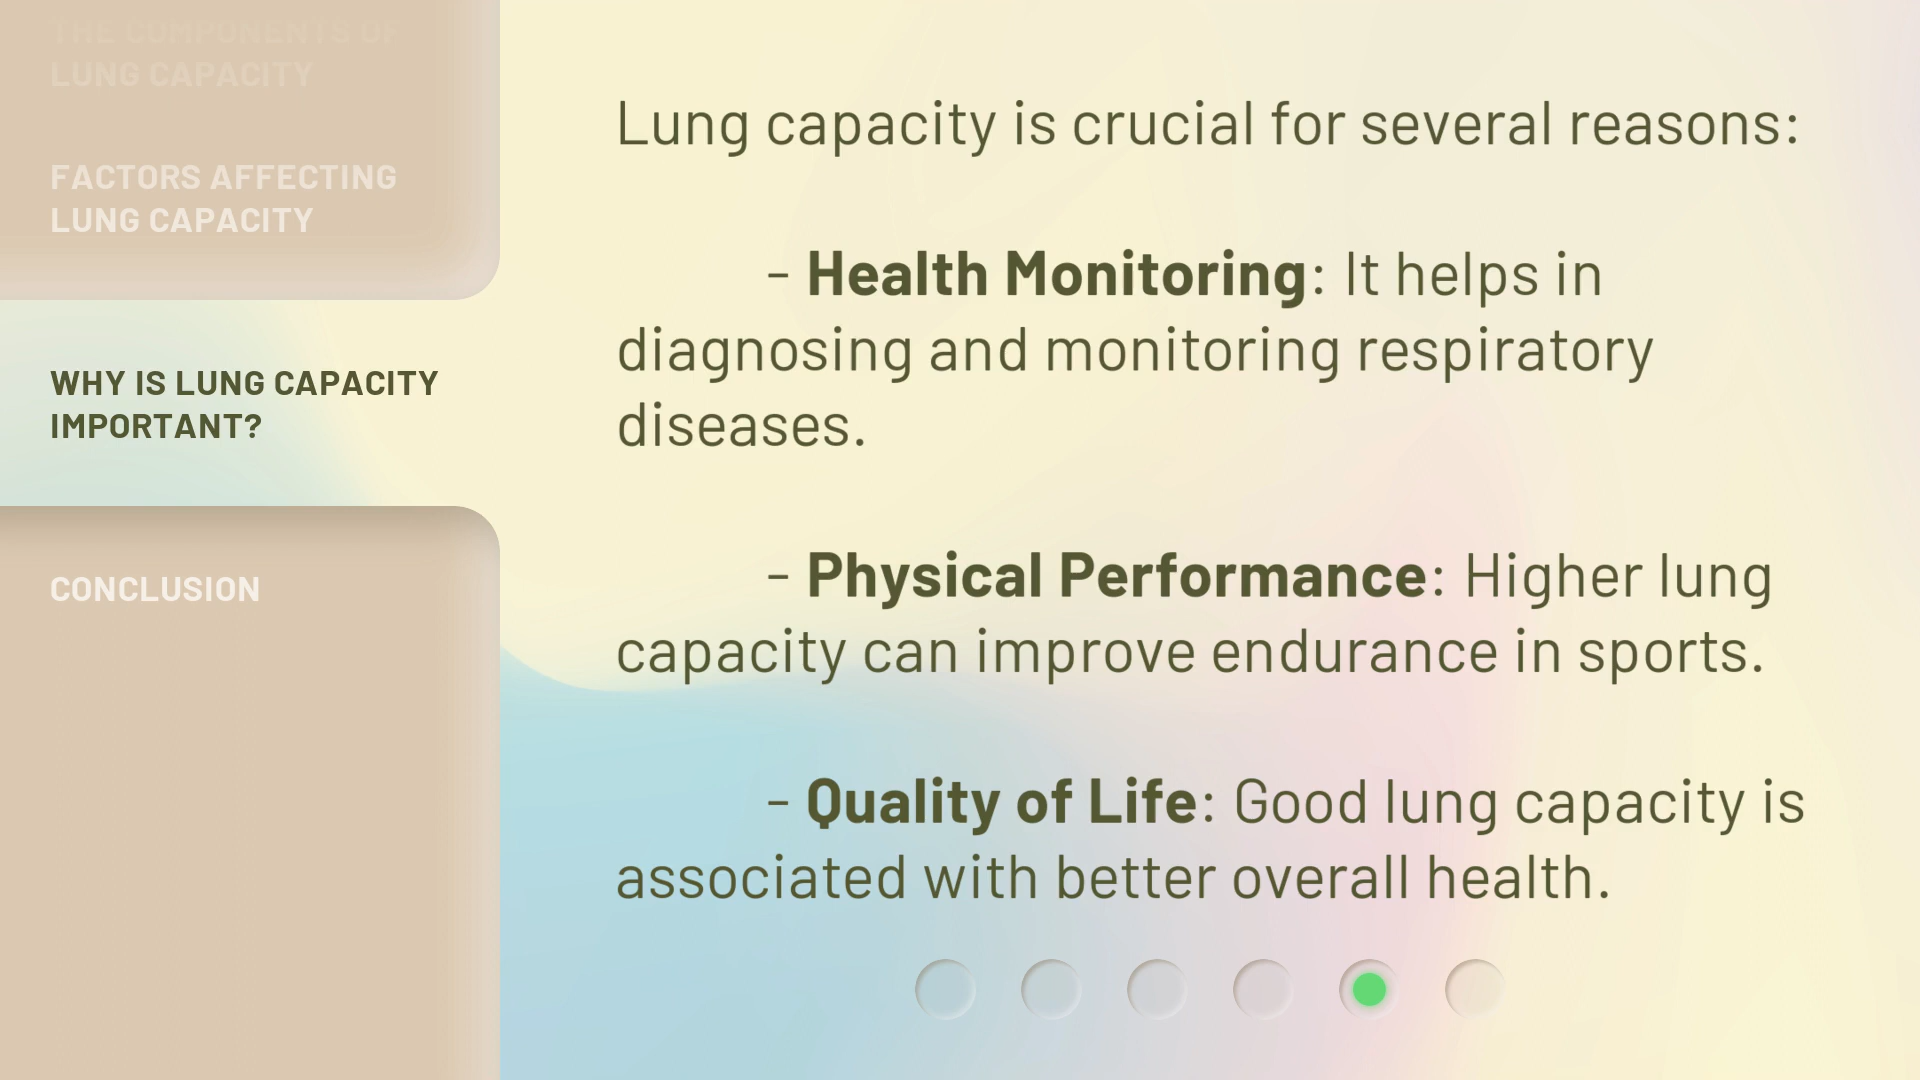 THE COMPONENTS OF
LUNG CAPACITY
FACTORS AFFECTING
LUNG CAPACITY
WHY IS LUNG CAPACITY
IMPORTANT?
CONCLUSION
Lung capacity is crucial for several reasons:
- Health Monitoring: It helps in
diagnosing and monitoring respiratory
diseases.
- Physical Performance: Higher lung
capacity can improve endurance in sports.
- Quality of Life: Good lung capacity is
associated with better overall health.